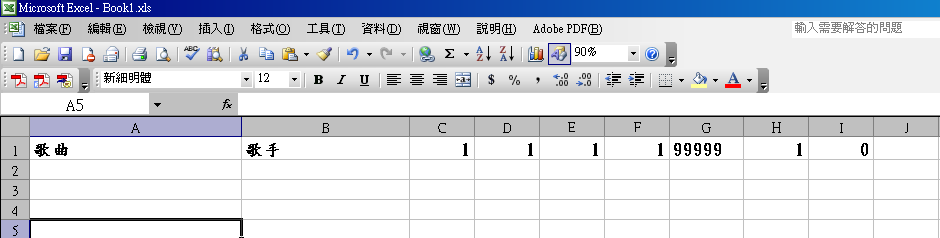 Microsoft Excel - Book1.xls
檔案(F) 編輯(E) 檢視(V) 插入(I) 格式(O) 工具(T) 資料(D) 視窗(W) 說明(H) Adobe PDF(B) 輸入需要解答的問題
90%
新細明體 12 B I U $ % ,
A5 fx
A B C D E F G H I J
1 歌曲 歌手 1 1 1 1 99999 1 0
2
3
4
5